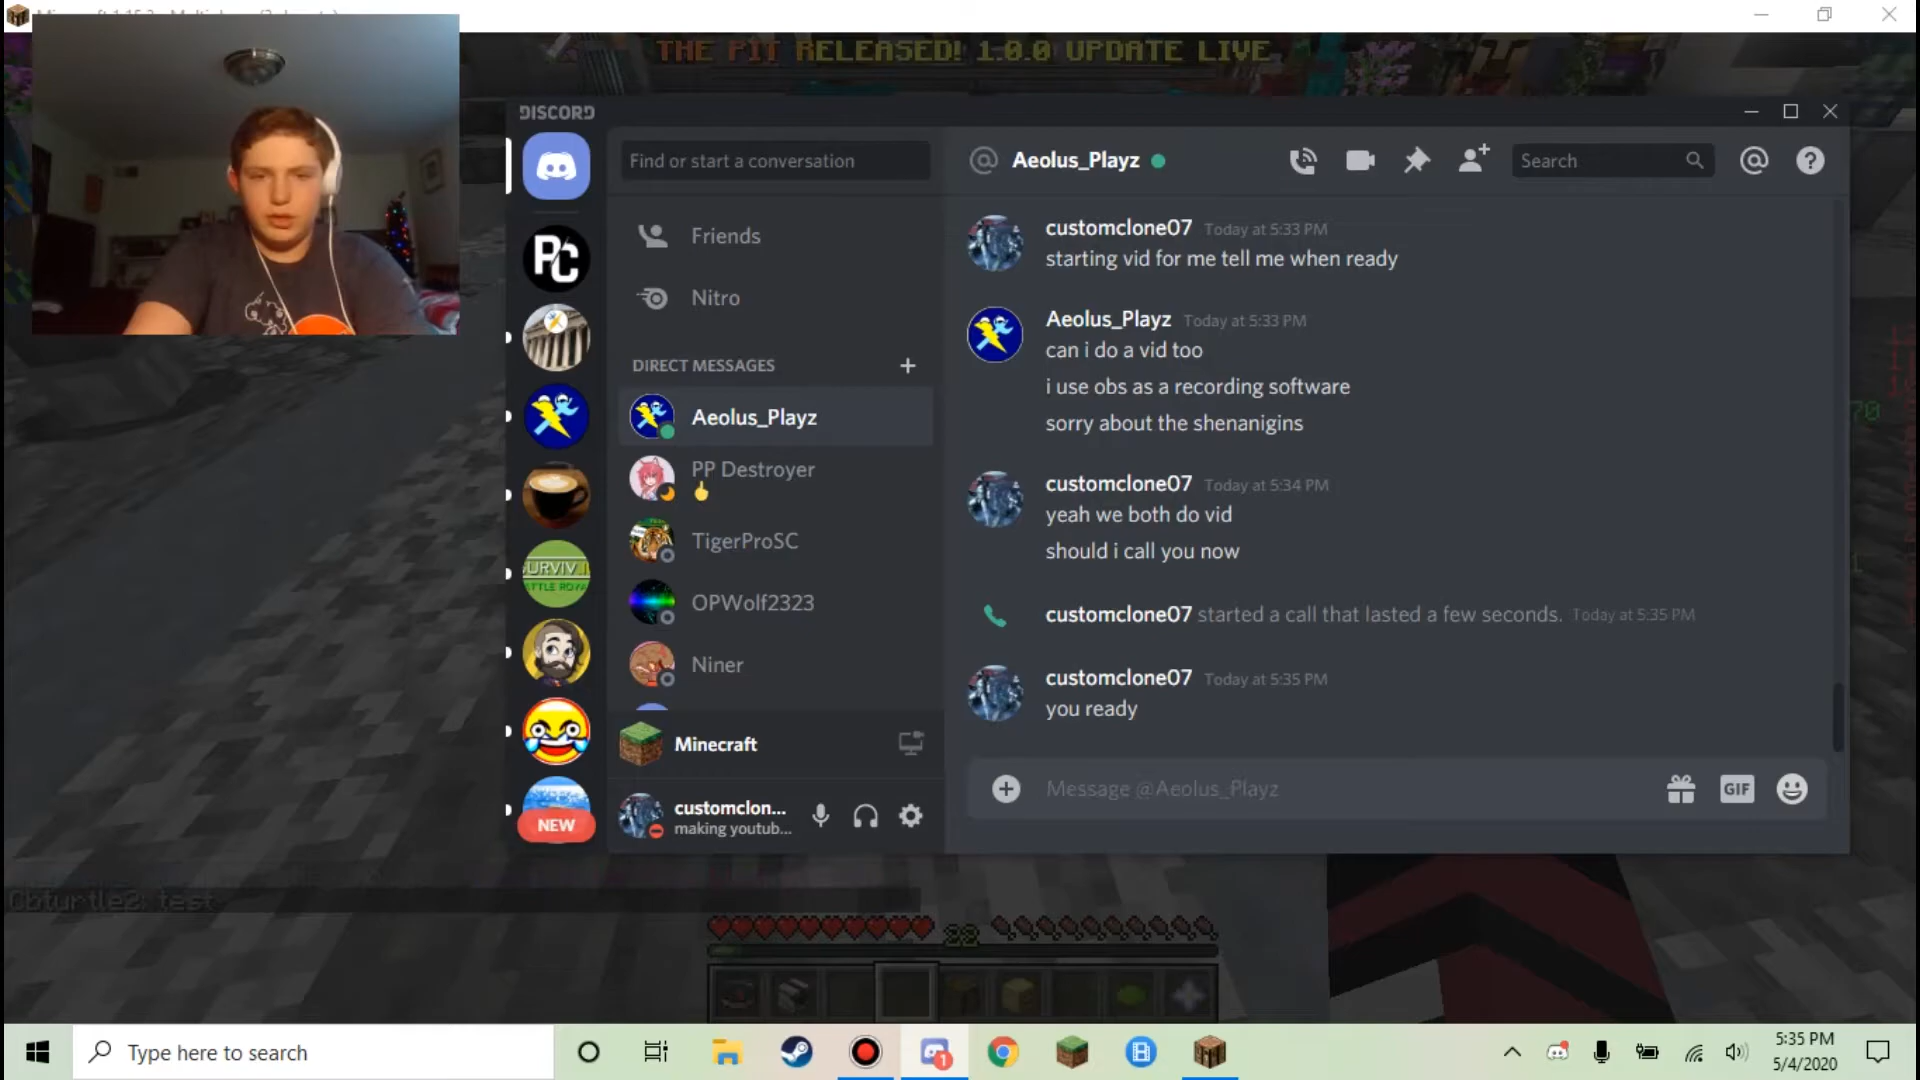 THE PIT RELEASED! 1.0.0 UPDATE LIVE
DISCORD
Find or start a conversation
Aeolus_Playz
Search
PC
Friends
Nitro
DIRECT MESSAGES
Aeolus_Playz
PP Destroyer
TigerProSC
OPWolf2323
Niner
Minecraft
customclon...
making youtub...
NEW
customclone07 Today at 5:33 PM
starting vid for me tell me when ready
Aeolus_Playz Today at 5:33 PM
can i do a vid too
i use obs as a recording software
sorry about the shenanigins
customclone07 Today at 5:34 PM
yeah we both do vid
should i call you now
customclone07 started a call that lasted a few seconds. Today at 5:35 PM
customclone07 Today at 5:35 PM
you ready
Message @Aeolus_Playz
GIF
test
22
Type here to search
1
5:35 PM
5/4/2020